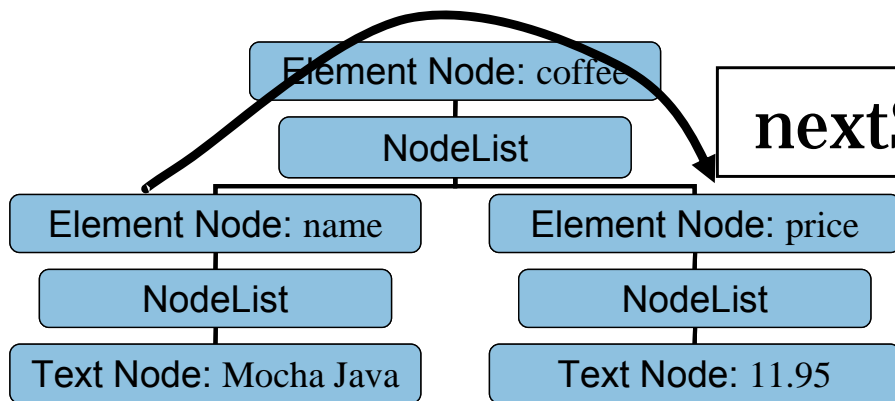 Element Node: coffee
NodeList
nextS
Element Node: name
Element Node: price
NodeList
NodeList
Text Node: Mocha Java
Text Node: 11.95